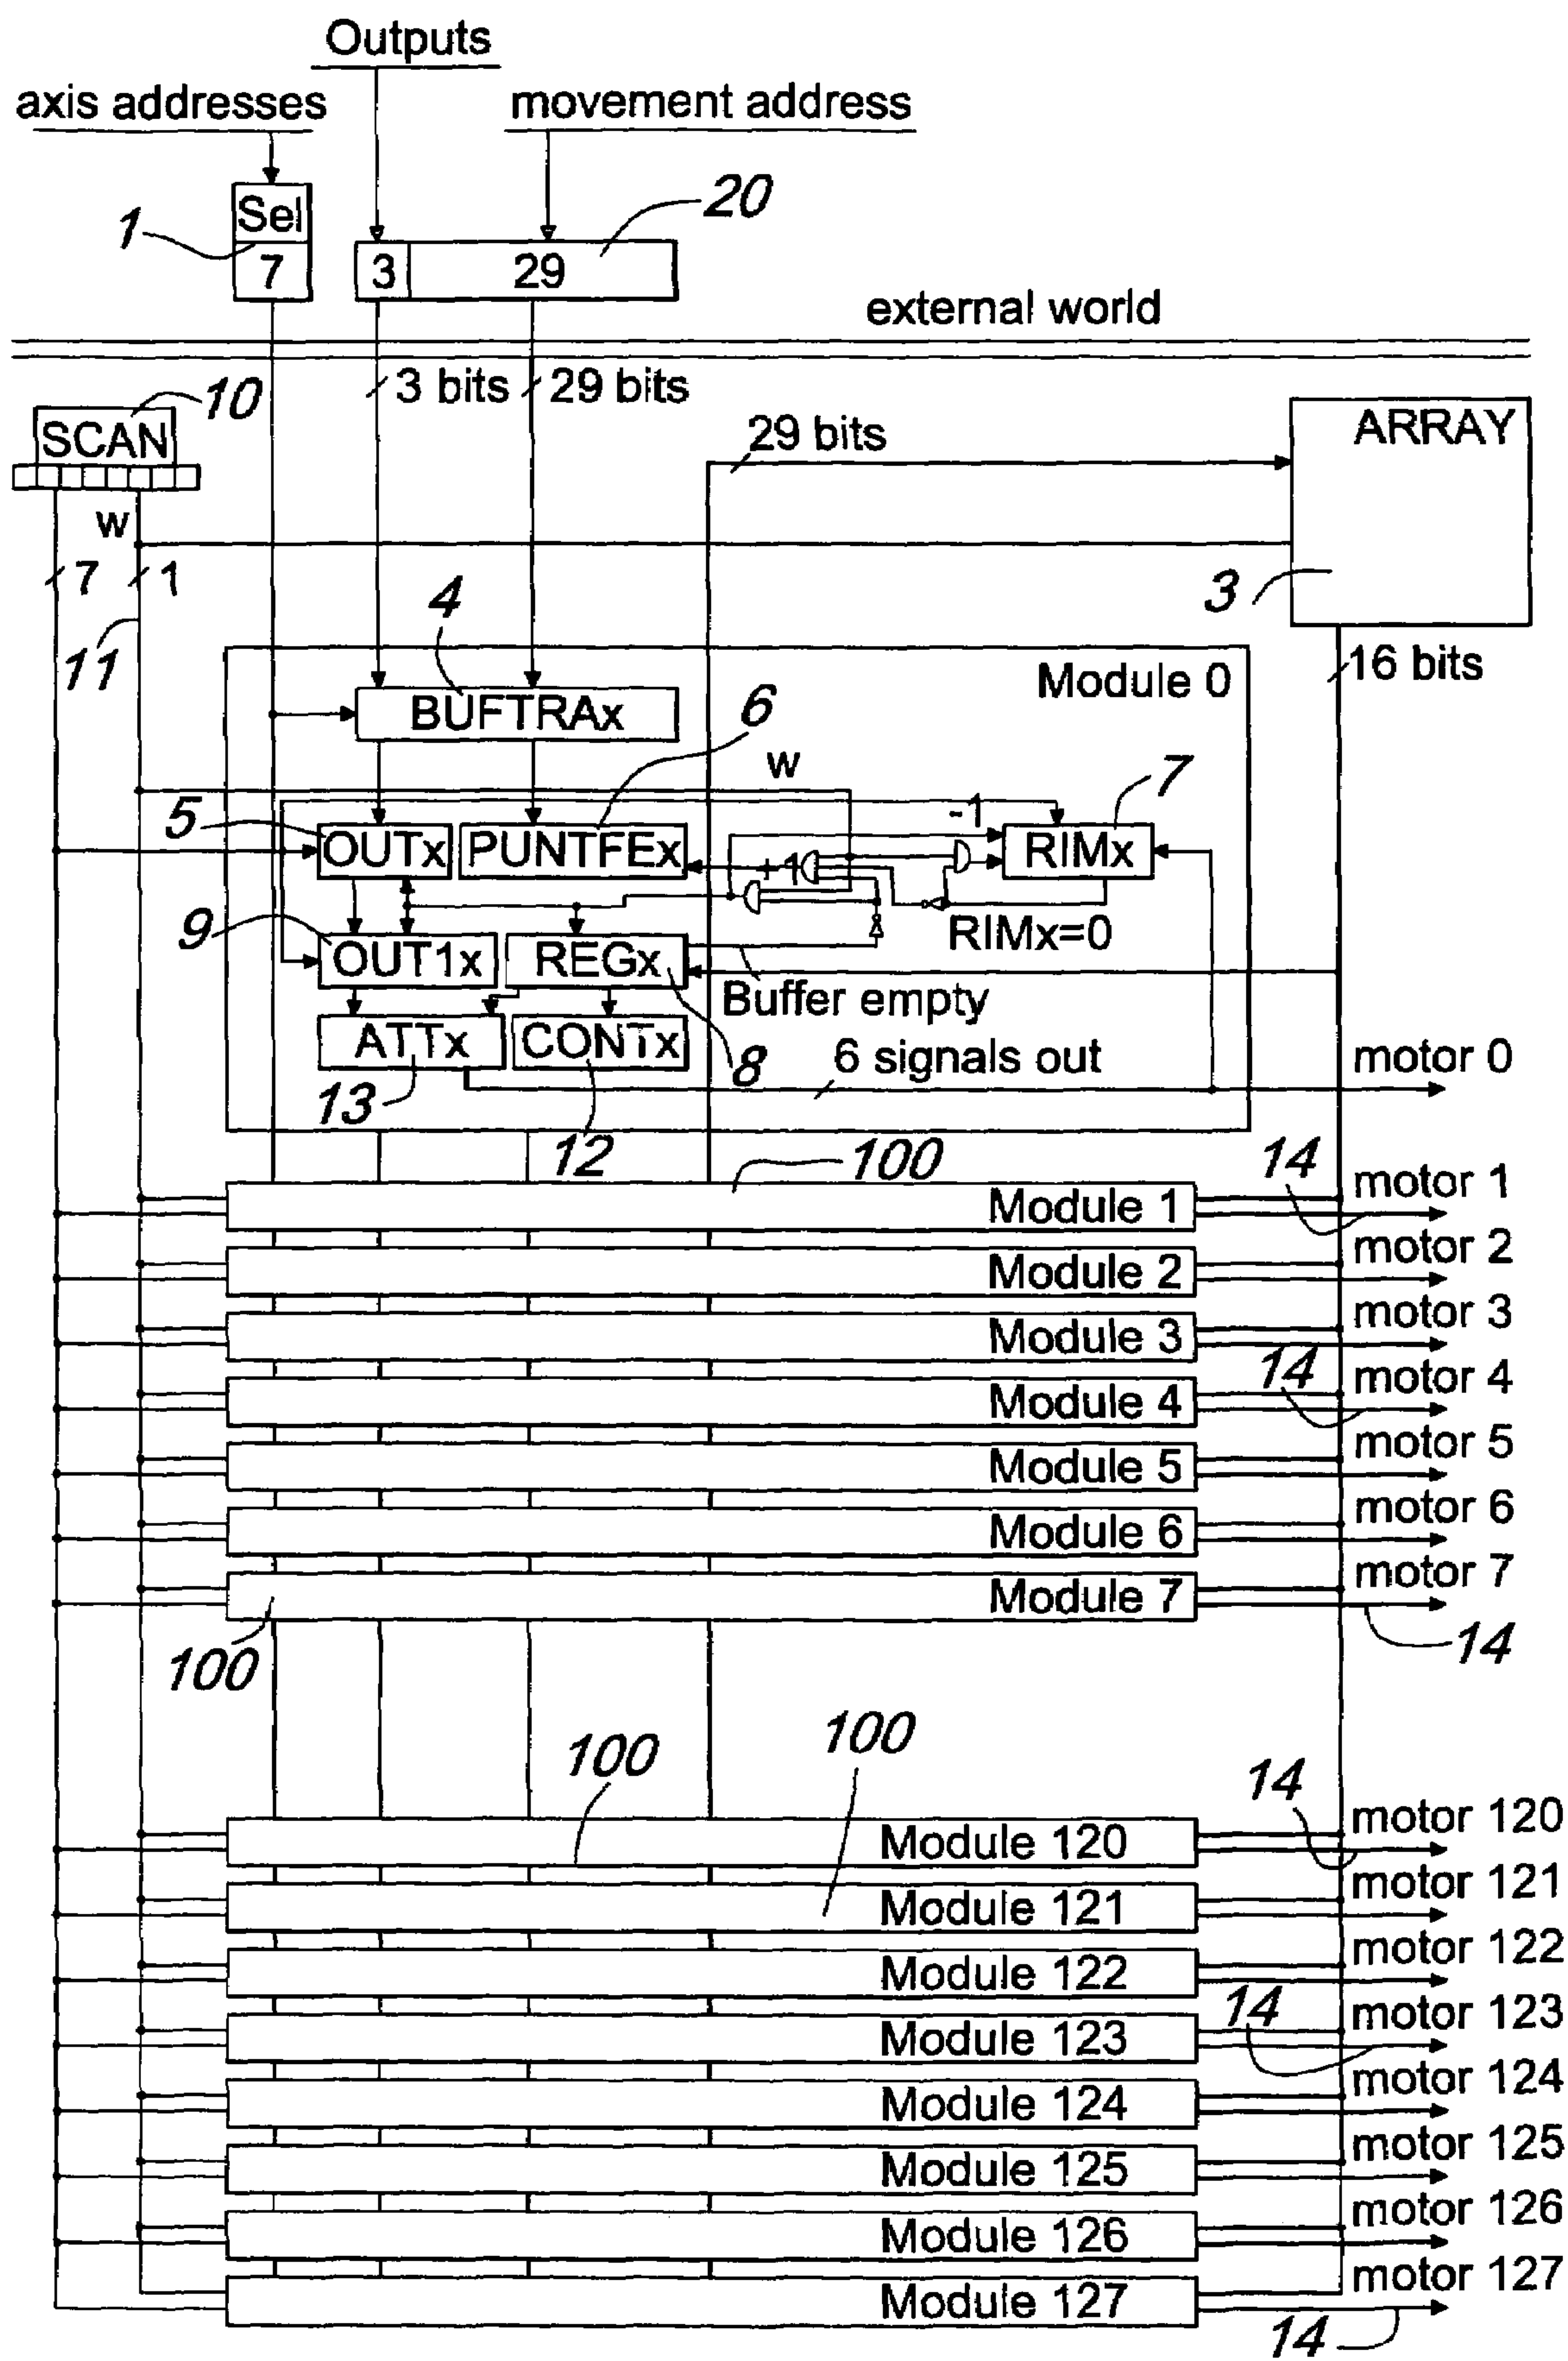 Outputs
axis addresses
movement address
20
1
Sel
7
3
29
external world
3 bits
29 bits
10
SCAN
29 bits
ARRAY
w
7
1
3
11
4
16 bits
Module 0
BUFTRAx
6
w
7
5
-1
OUTx
PUNTFEx
+1
RIMx
9
RIMx=0
OUT1x
REGx
Buffer empty
ATTx
CONTx
8
6 signals out
motor 0
13
12
100
14
motor 1
Module 1
motor 2
Module 2
motor 3
Module 3
14
motor 4
Module 4
motor 5
Module 5
motor 6
Module 6
motor 7
Module 7
100
14
100
100
14
motor 120
Module 120
motor 121
Module 121
motor 122
Module 122
14
motor 123
Module 123
motor 124
Module 124
motor 125
Module 125
motor 126
Module 126
motor 127
Module 127
14